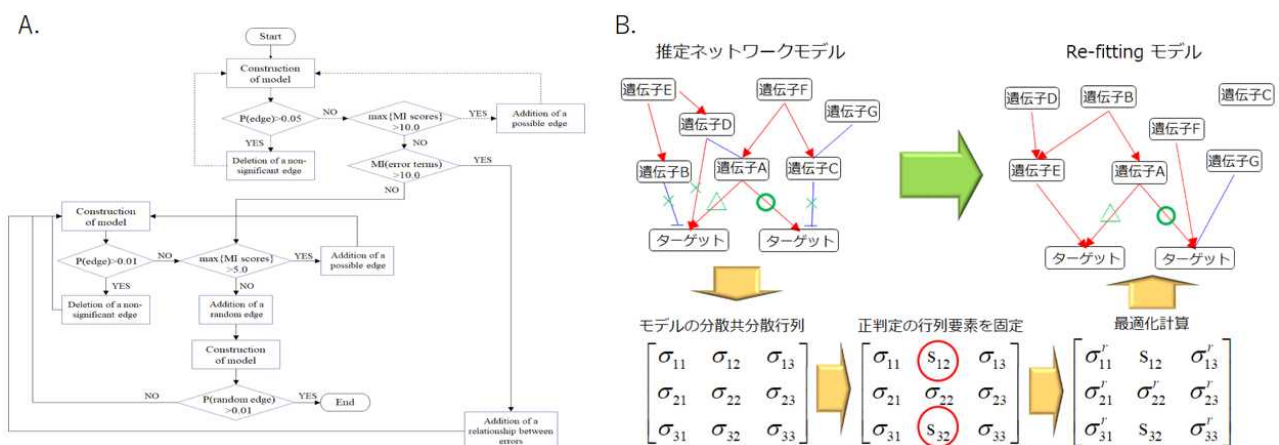 A.
Start
Construction
of model
P(edge)>0.05
NO
max{MI scores}
>10.0
YES
Addition of a
possible edge
YES
NO
Deletion of a non-
significant edge
MI(error terms)
>10.0
YES
NO
Construction
of model
P(edge)>0.01
NO
max{MI scores}
>5.0
YES
Addition of a
possible edge
YES
NO
Deletion of a non-
significant edge
Addition of a
random edge
Construction
of model
NO
P(random edge)
>0.01
YES
End
Addition of a
relationship between
errors
B.
推定ネットワークモデル
遺伝子E
遺伝子F
遺伝子D
遺伝子G
遺伝子B
遺伝子A
遺伝子C
ターゲット
ターゲット
Re-fitting モデル
遺伝子D
遺伝子B
遺伝子C
遺伝子F
遺伝子E
遺伝子A
遺伝子G
ターゲット
ターゲット
モデルの分散共分散行列
σ11 σ12 σ13
σ21 σ22 σ23
σ31 σ32 σ33
正判定の行列要素を固定
σ11 s12 σ13
σ21 σ22 σ23
σ31 s32 σ33
最適化計算
σ^r11 s12 σ^r13
σ^r21 σ^r22 σ^r23
σ^r31 s32 σ^r33